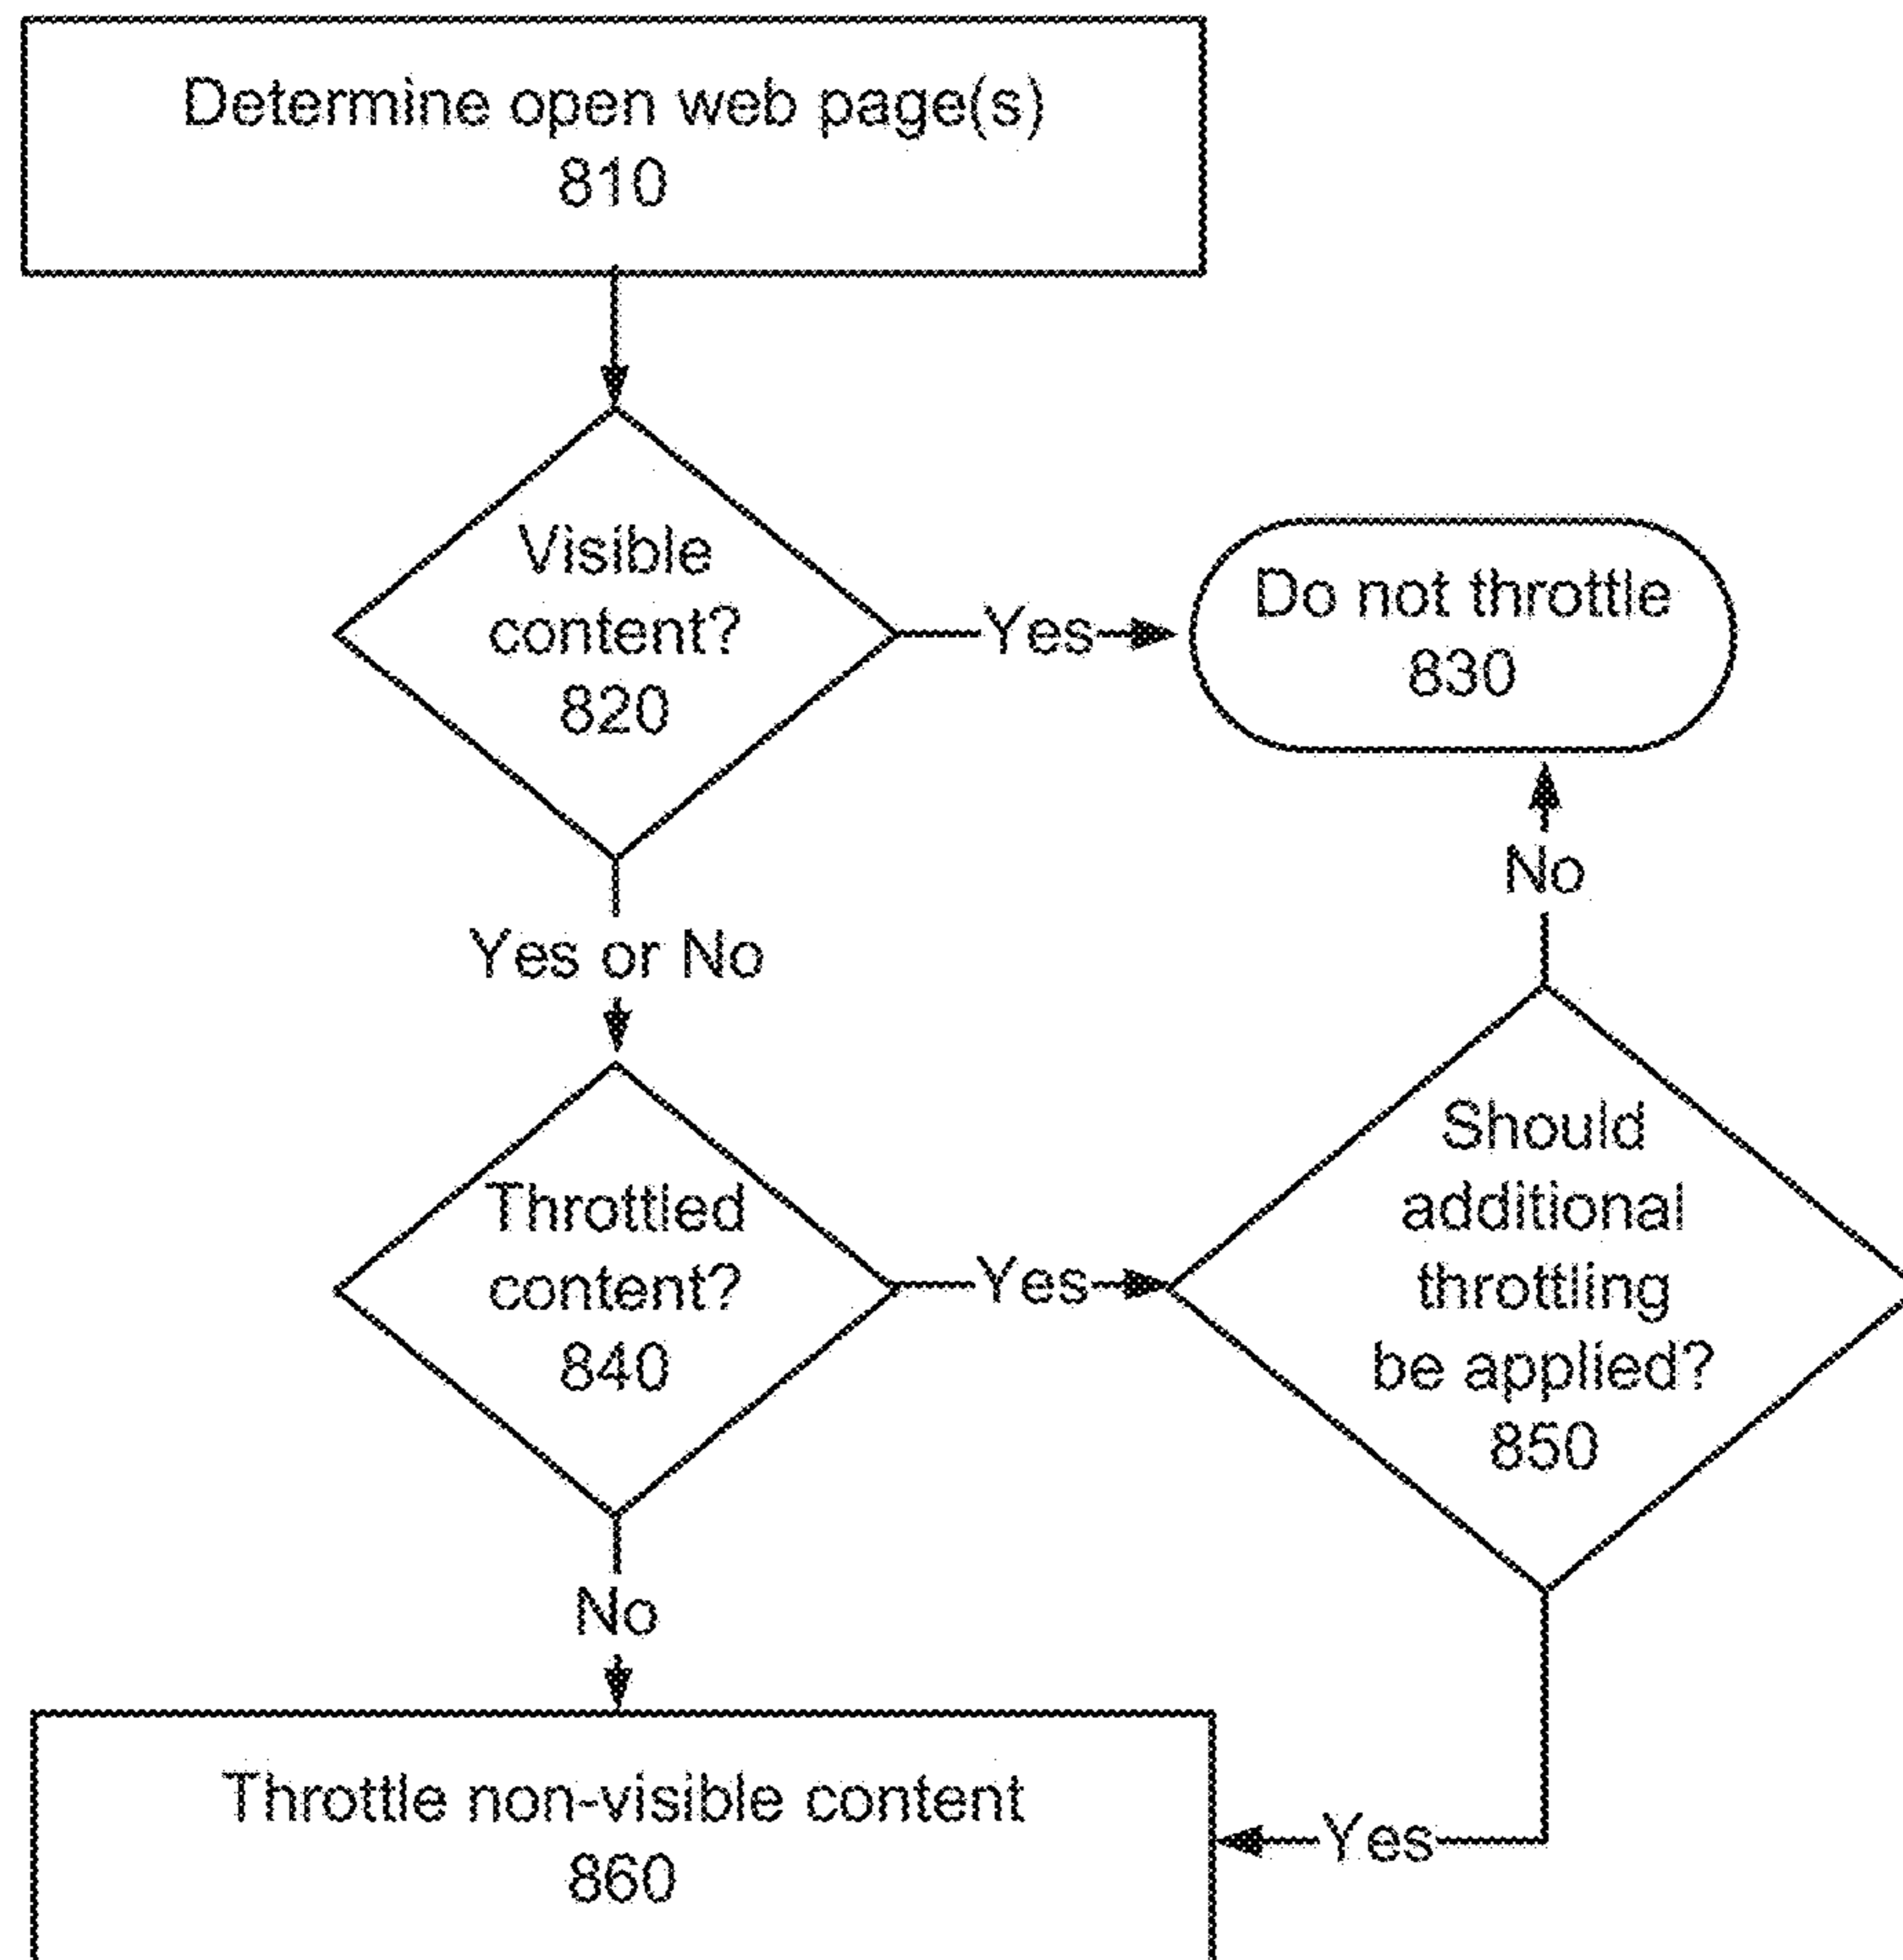 Determine open web page(s)
810
Visible
content?
820
Yes
Do not throttle
830
Yes or No
No
Throttled
content?
840
Yes
Should
additional
throttling
be applied?
850
No
Throttle non-visible content
860
Yes